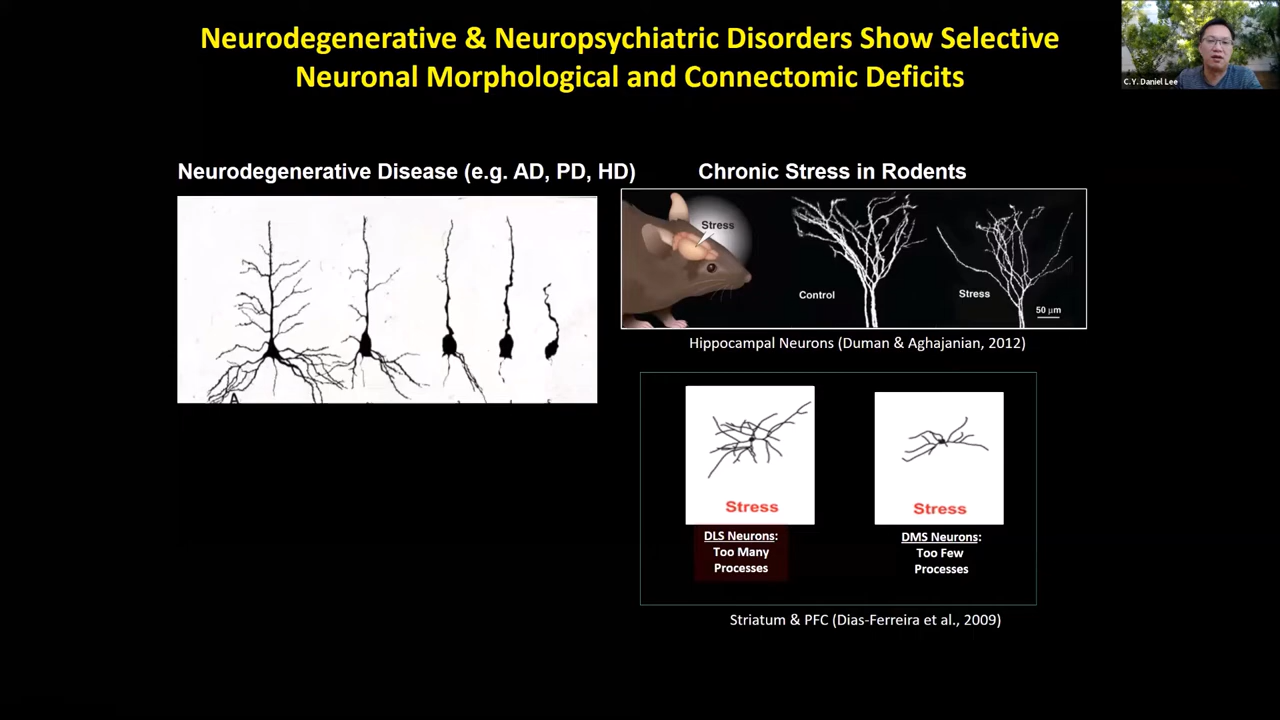 Neurodegenerative & Neuropsychiatric Disorders Show Selective
Neuronal Morphological and Connectomic Deficits
C.Y. Daniel Lee
Neurodegenerative Disease (e.g. AD, PD, HD)
A
Chronic Stress in Rodents
Stress
Control
Stress
50 µm
Hippocampal Neurons (Duman & Aghajanian, 2012)
Stress
DLS Neurons:
Too Many
Processes
Stress
DMS Neurons:
Too Few
Processes
Striatum & PFC (Dias-Ferreira et al., 2009)